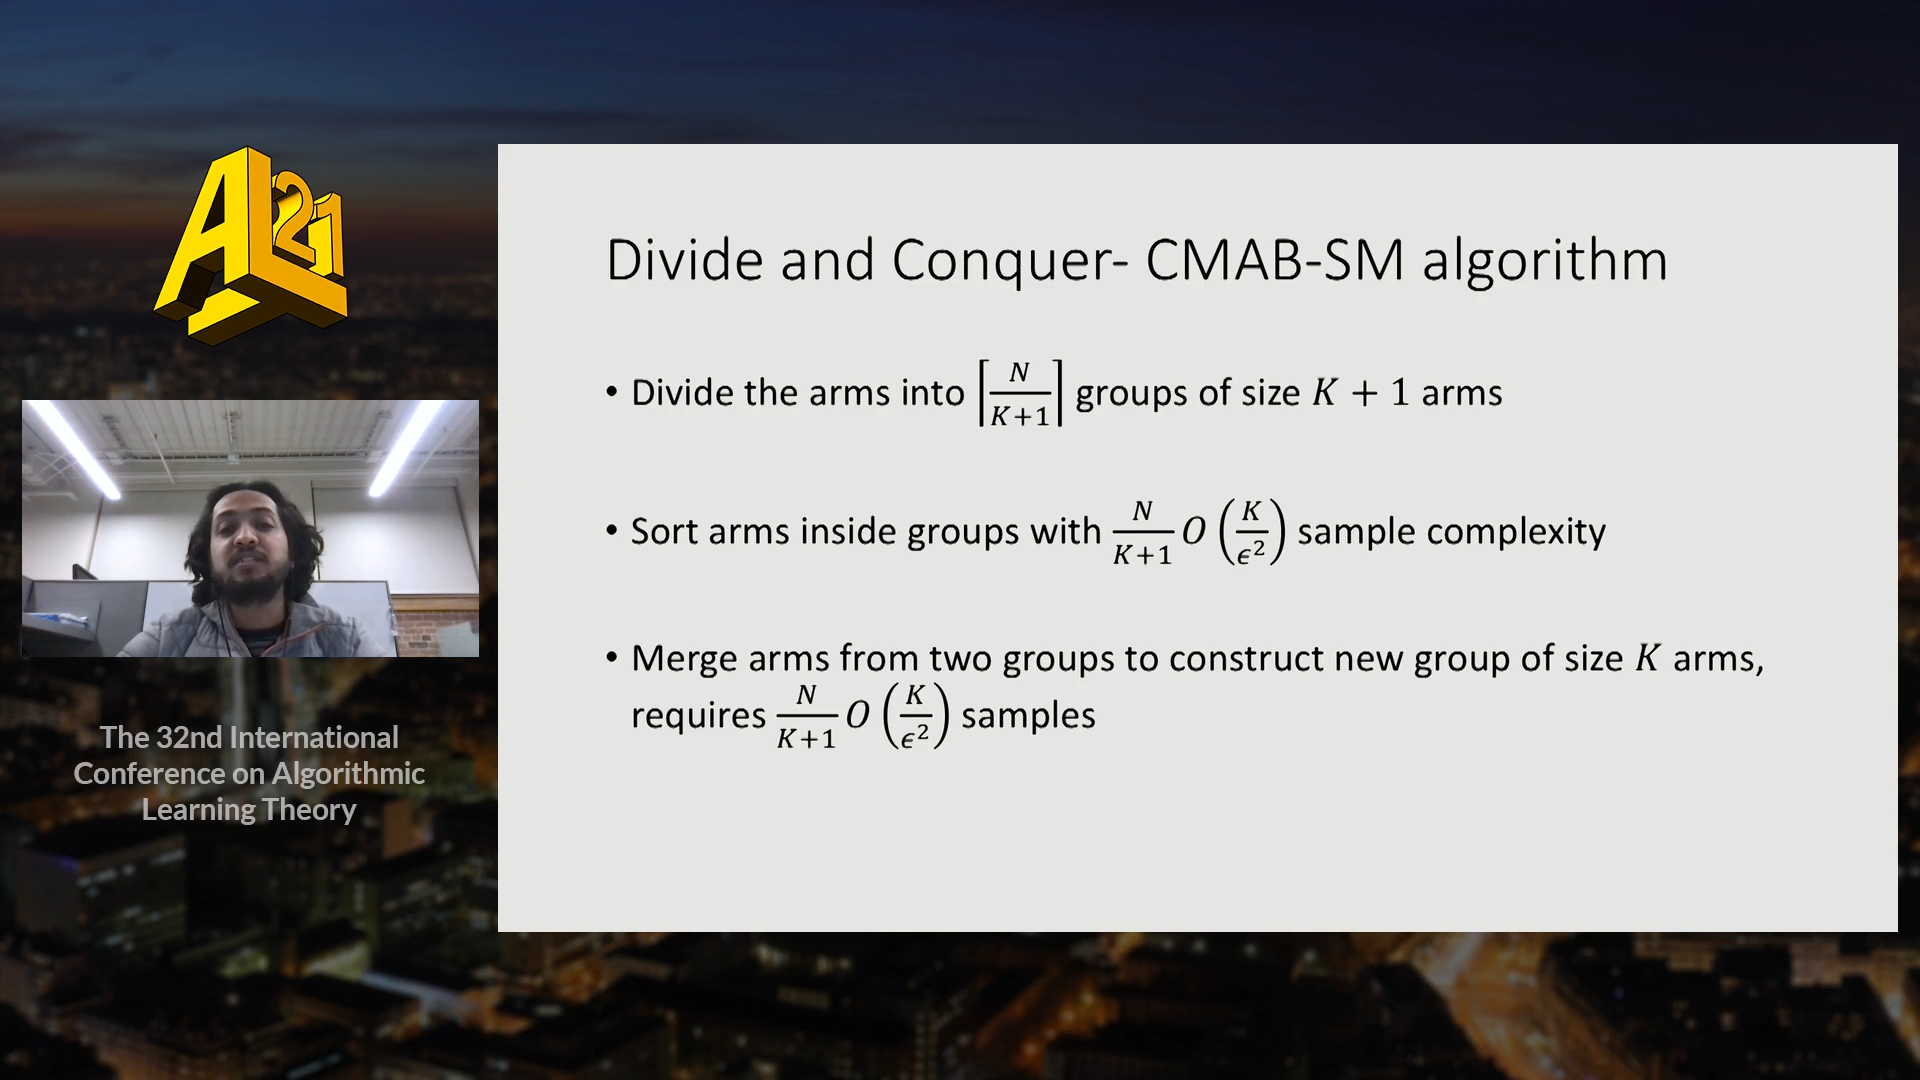 AL
21
The 32nd International
Conference on Algorithmic
Learning Theory
Divide and Conquer- CMAB-SM algorithm
• Divide the arms into ⌈N/(K+1)⌉ groups of size K + 1 arms
• Sort arms inside groups with N/(K+1) O(K/ϵ²) sample complexity
• Merge arms from two groups to construct new group of size K arms,
requires N/(K+1) O(K/ϵ²) samples